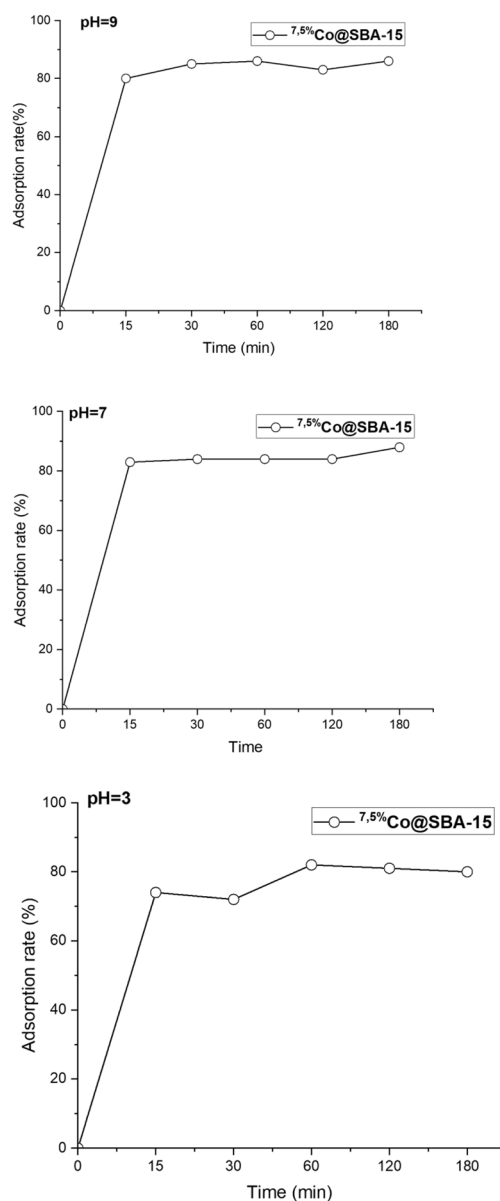 pH=9
7,5%Co@SBA-15
100
80
60
40
20
0
Adsorption rate(%)
0 15 30 60 120 180
Time (min)
pH=7
7,5%Co@SBA-15
100
80
60
40
20
0
Adsorption rate (%)
0 15 30 60 120 180
Time
pH=3
7,5%Co@SBA-15
100
80
60
40
20
0
Adsorption rate (%)
0 15 30 60 120 180
Time (min)